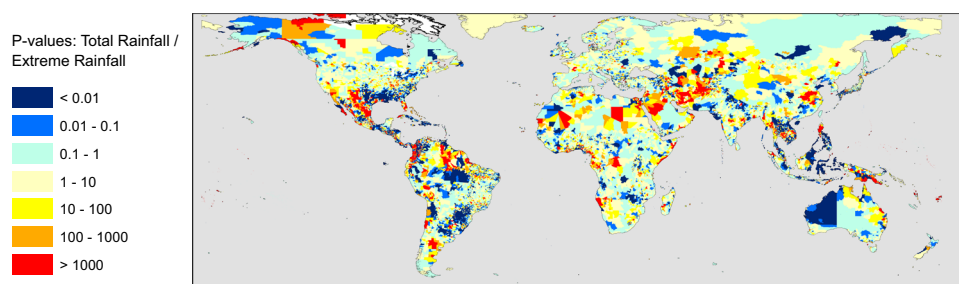 P-values: Total Rainfall /
Extreme Rainfall
< 0.01
0.01 - 0.1
0.1 - 1
1 - 10
10 - 100
100 - 1000
> 1000